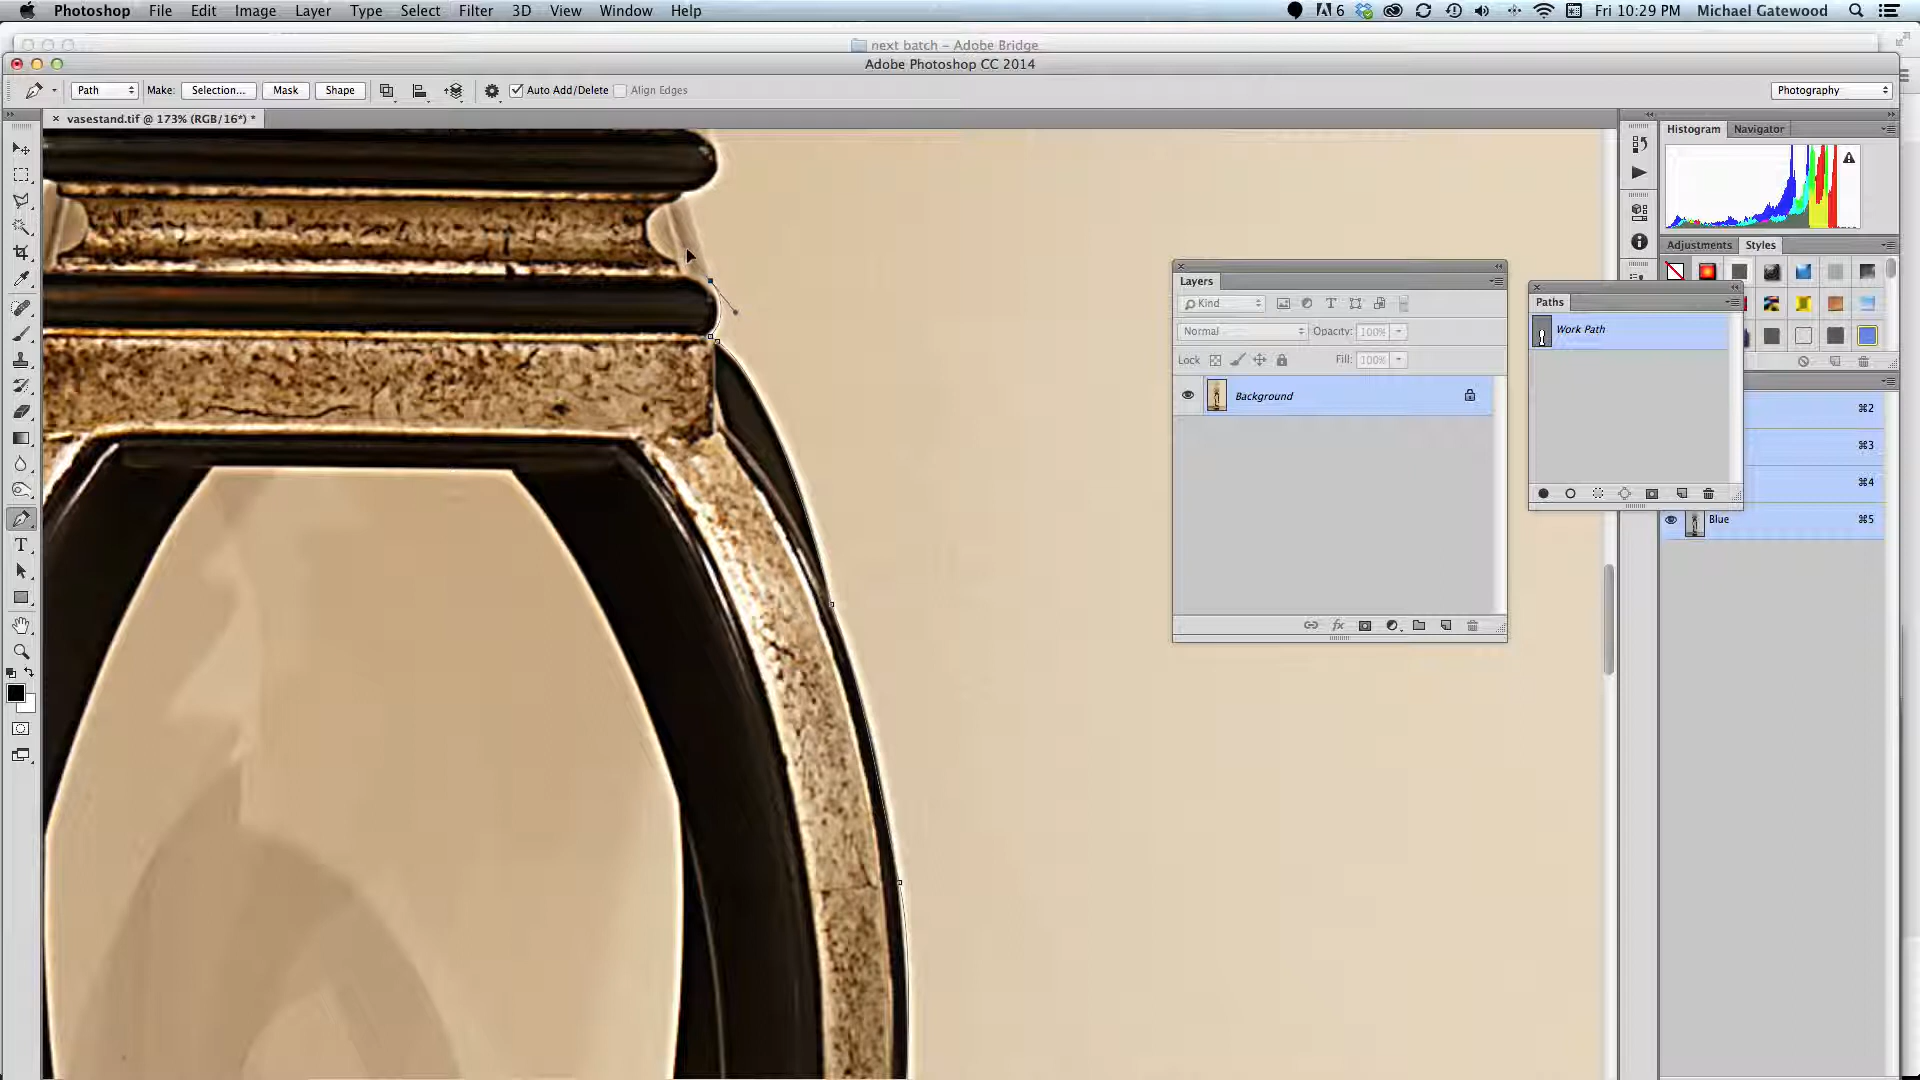 Photoshop File Edit Image Layer Type Select Filter 3D View Window Help 6 Fri 10:29 PM Michael Gatewood
next batch – Adobe Bridge
Adobe Photoshop CC 2014
Path Make: Selection... Mask Shape Auto Add/Delete Align Edges Photography
× vasestand.tif @ 173% (RGB/16*) *
Histogram Navigator
Adjustments Styles
Layers
Kind
Normal Opacity: 100%
Lock Fill: 100%
Background
fx
Paths
Work Path
⌘2
⌘3
⌘4
Blue ⌘5